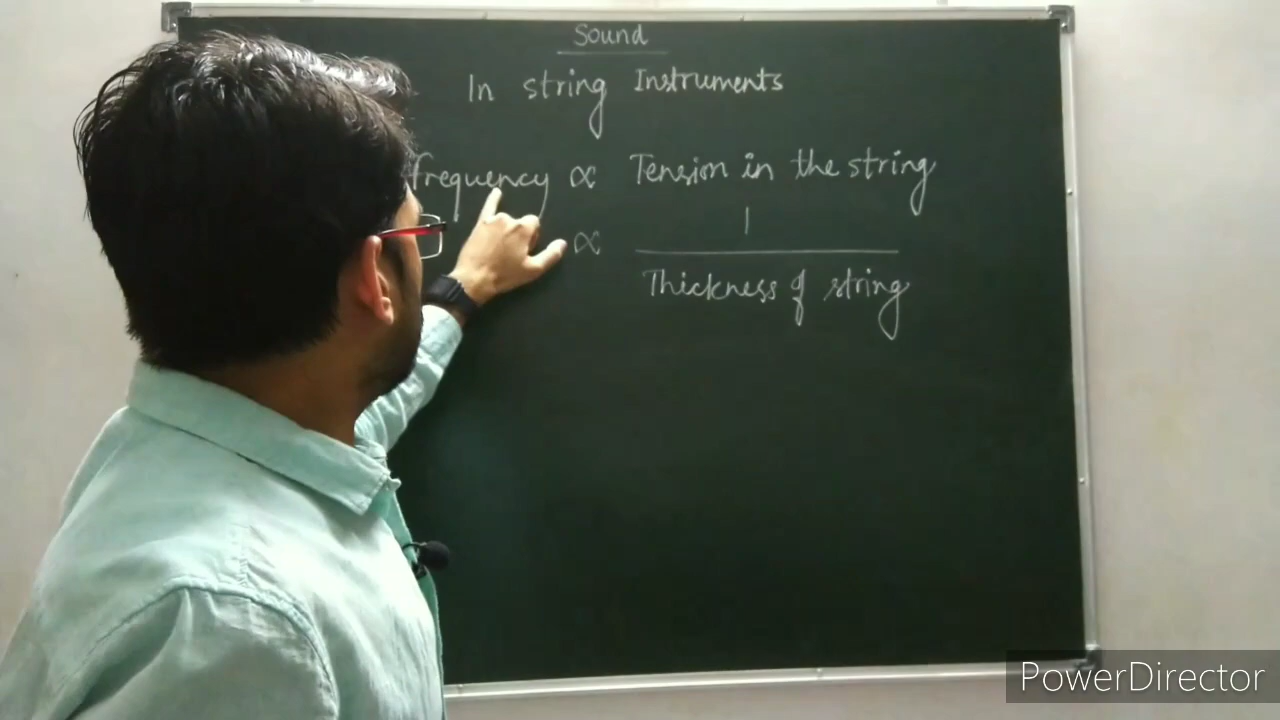 Sound
In string Instruments
frequency ∝ Tension in the string
∝ 1
Thickness of string
PowerDirector